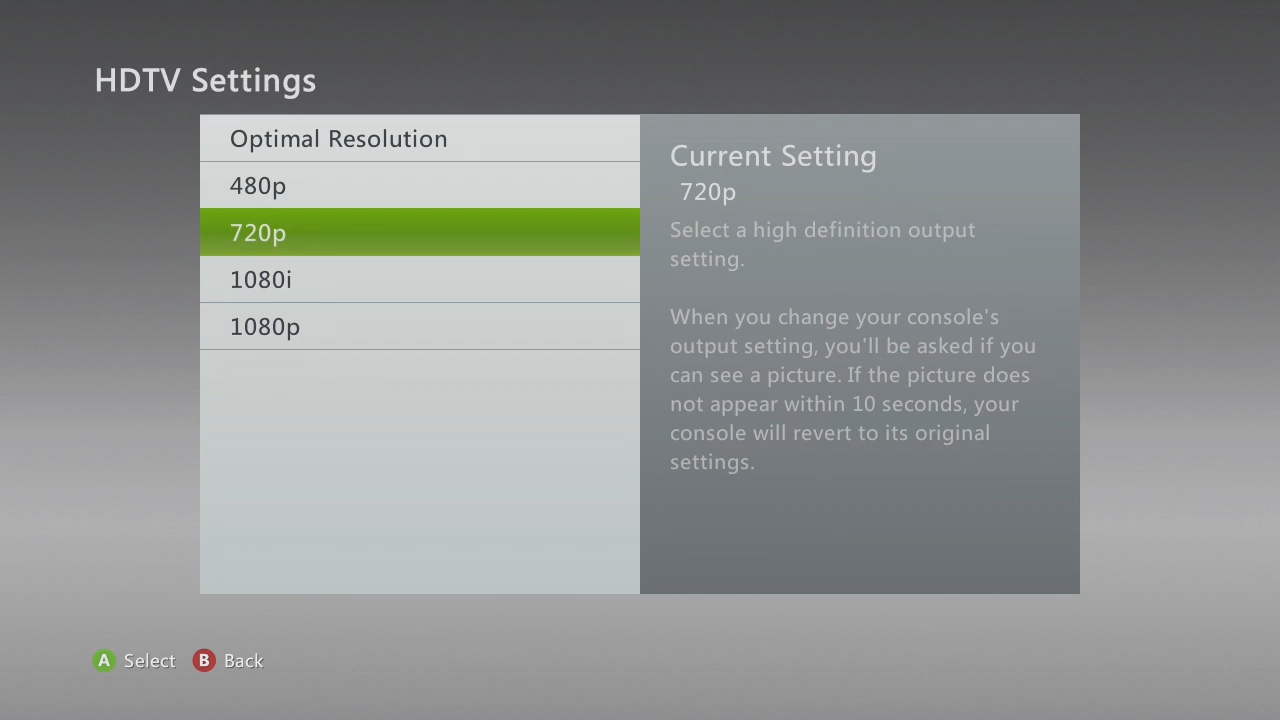 HDTV Settings
Optimal Resolution
480p
720p
1080i
1080p
Current Setting
720p
Select a high definition output
setting.
When you change your console's
output setting, you'll be asked if you
can see a picture. If the picture does
not appear within 10 seconds, your
console will revert to its original
settings.
A Select B Back